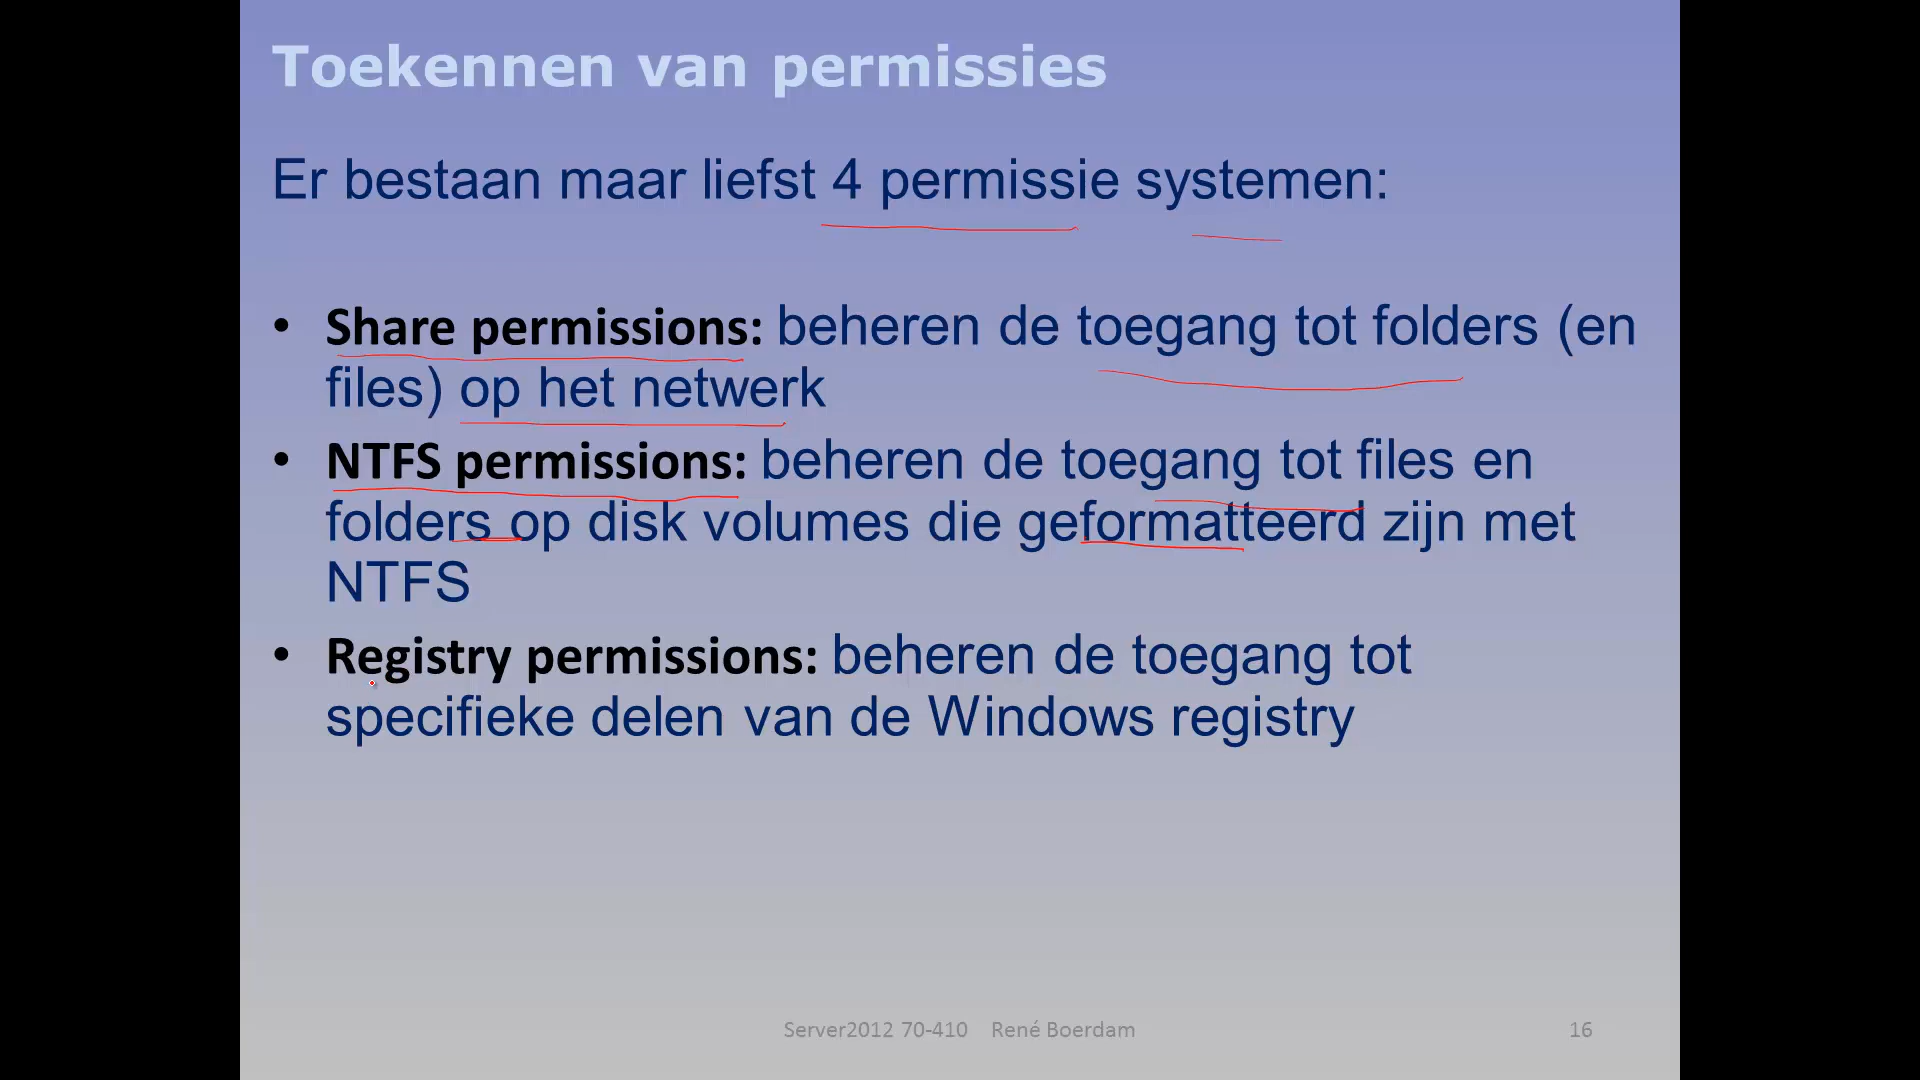 Toekennen van permissies
Er bestaan maar liefst 4 permissie systemen:
• Share permissions: beheren de toegang tot folders (en
files) op het netwerk
• NTFS permissions: beheren de toegang tot files en
folders op disk volumes die geformatteerd zijn met
NTFS
• Registry permissions: beheren de toegang tot
specifieke delen van de Windows registry
Server2012 70-410 René Boerdam
16